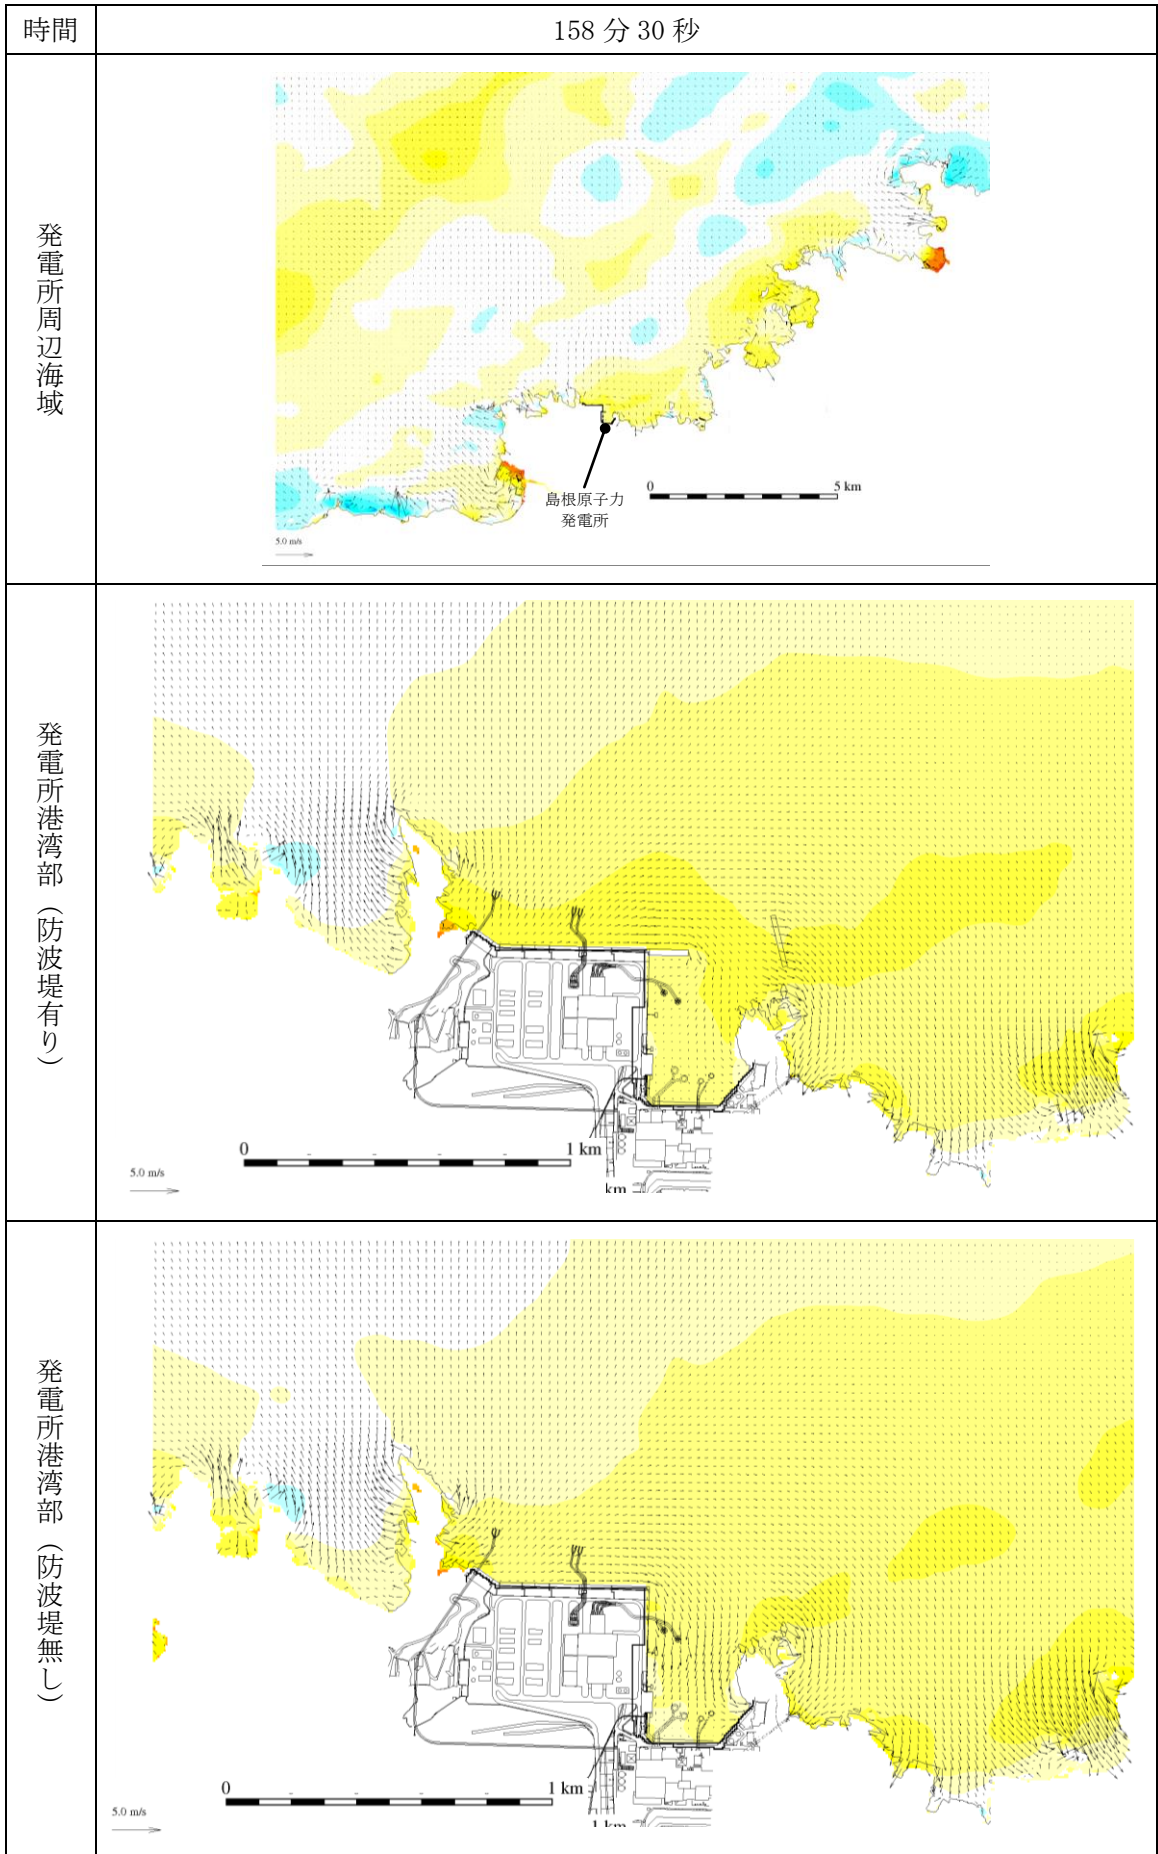 時間
158 分 30 秒
発電所周辺海域
島根原子力
発電所
0
5 km
5.0 m/s
発電所港湾部（防波堤有り）
0
1 km
5.0 m/s
km
発電所港湾部（防波堤無し）
0
1 km
5.0 m/s
1 km